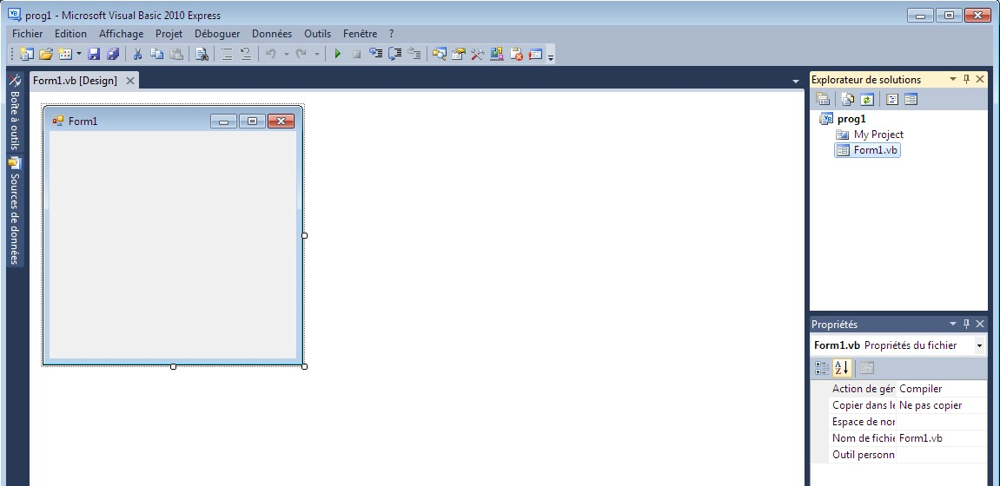 prog1 - Microsoft Visual Basic 2010 Express
Fichier Edition Affichage Projet Déboguer Données Outils Fenêtre ?
Form1.vb [Design]
Boîte à outils
Sources de données
Form1
Explorateur de solutions
prog1
My Project
Form1.vb
Propriétés
Form1.vb Propriétés du fichier
Action de gér Compiler
Copier dans le Ne pas copier
Espace de nor
Nom de fichie Form1.vb
Outil personn